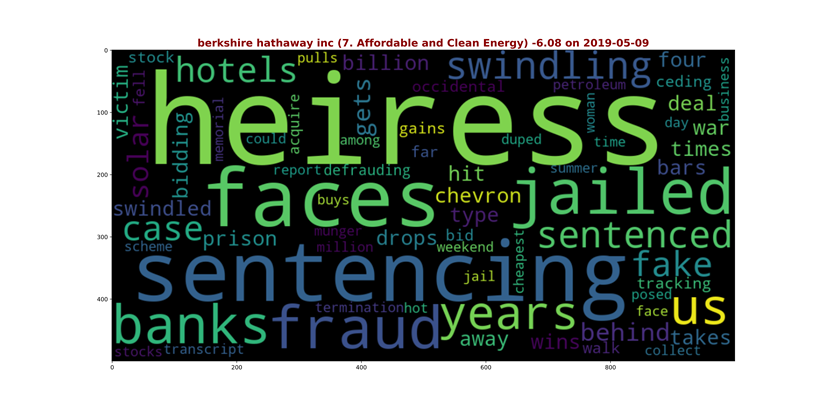 berkshire hathaway inc (7. Affordable and Clean Energy) -6.08 on 2019-05-09
0
100
200
300
400
0
200
400
600
800
stock
pulls
billion
swindling
four
hotels
victim
fell
solar
heiress
occidental
petroleum
ceding
business
bidding
memorial
acquire
gets
gains
woman
deal
could
among
duped
time
day
war
far
times
report
defrauding
hit
summer
bars
faces
buys
chevron
jailed
swindled
type
case
prison
munger
million
drops
bid
weekend
sentenced
scheme
cheapest
sentencing
jail
fake
tracking
banks
termination
hot
years
posed
face
us
fraud
away
wins
behind
takes
walk
collect
stocks
transcript